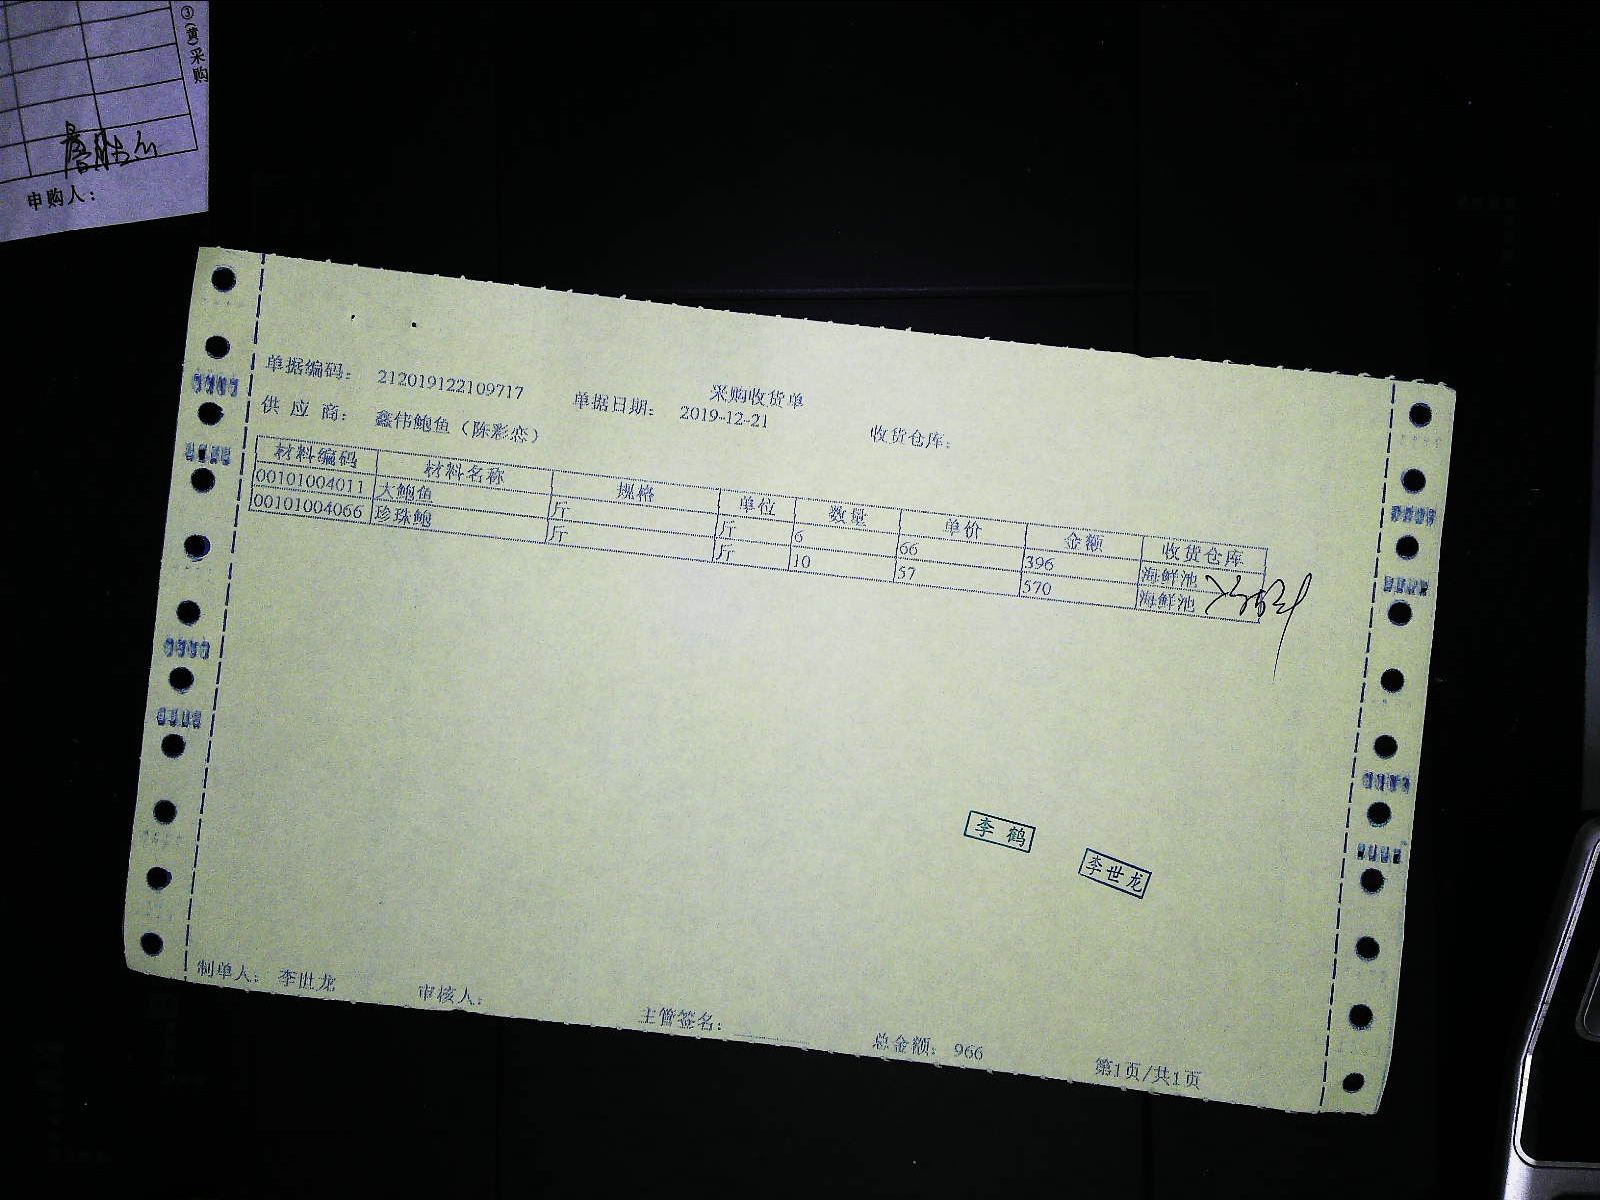 ③(黄)采购
申购人：
采购收货单
单据编码： 212019122109717 单据日期： 2019-12-21 收货仓库：
供 应 商： 鑫伟鲍鱼（陈彩恋）
材料编码 材料名称 规格 单位 数量 单价 金额 收货仓库
00101004011 大鲍鱼 斤 斤 6 66 396 海鲜池
00101004066 珍珠鲍 斤 斤 10 57 570 海鲜池
李 鹤
李世龙
制单人： 李世龙 审核人： 主管签名： 总金额： 966 第1页/共1页